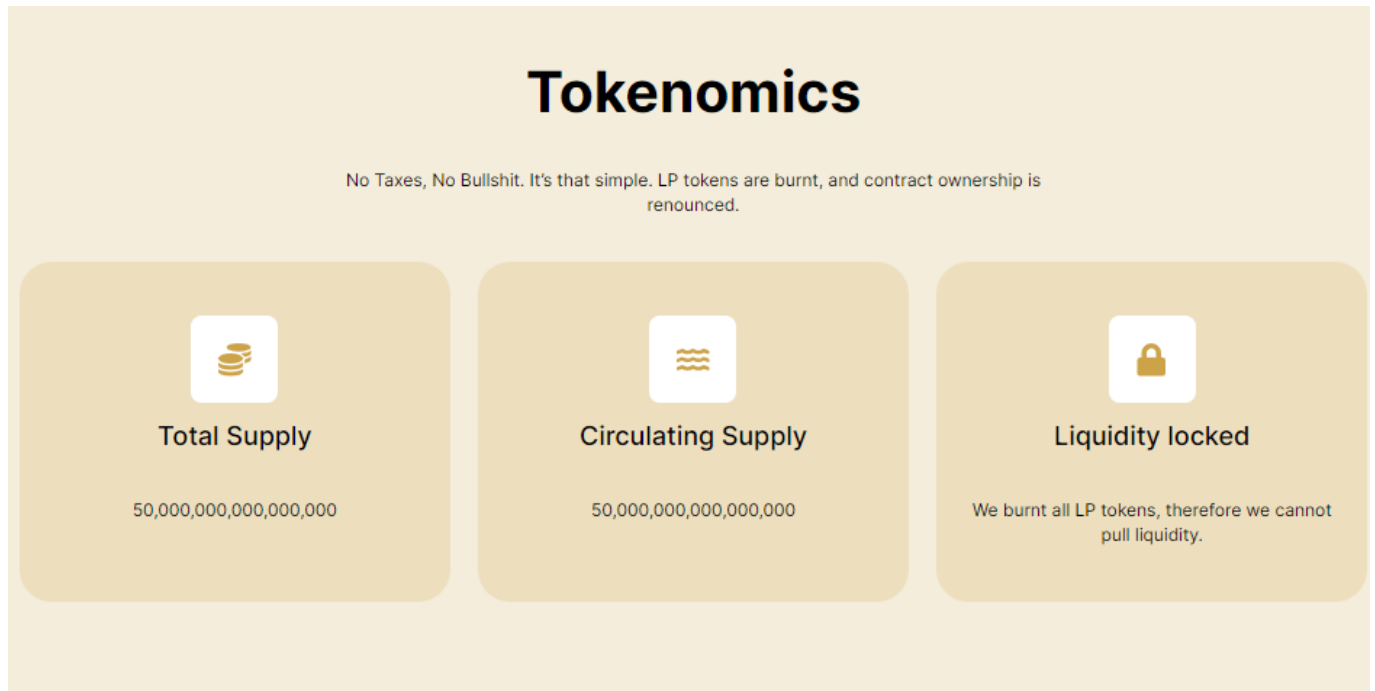 Tokenomics
No Taxes, No Bullshit. It's that simple. LP tokens are burnt, and contract ownership is
renounced.
Total Supply
50,000,000,000,000,000
Circulating Supply
50,000,000,000,000,000
Liquidity locked
We burnt all LP tokens, therefore we cannot
pull liquidity.